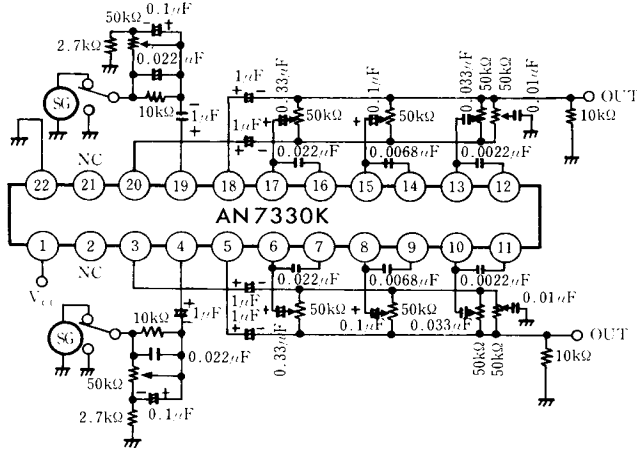 0.1μF
50kΩ
2.7kΩ
0.022μF
SG
10kΩ
1μF
1μF
1μF
0.33μF
50kΩ
0.1μF
50kΩ
0.033μF
50kΩ
50kΩ
0.01μF
OUT
10kΩ
0.022μF
0.0068μF
0.0022μF
NC
22 21 20 19 18 17 16 15 14 13 12
AN7330K
1 2 3 4 5 6 7 8 9 10 11
NC
VCC
0.022μF
0.0068μF
0.0022μF
SG
10kΩ
1μF
1μF
1μF
50kΩ
50kΩ
0.01μF
0.022μF
0.33μF
0.1μF
0.033μF
50kΩ
50kΩ
OUT
10kΩ
50kΩ
2.7kΩ
0.1μF